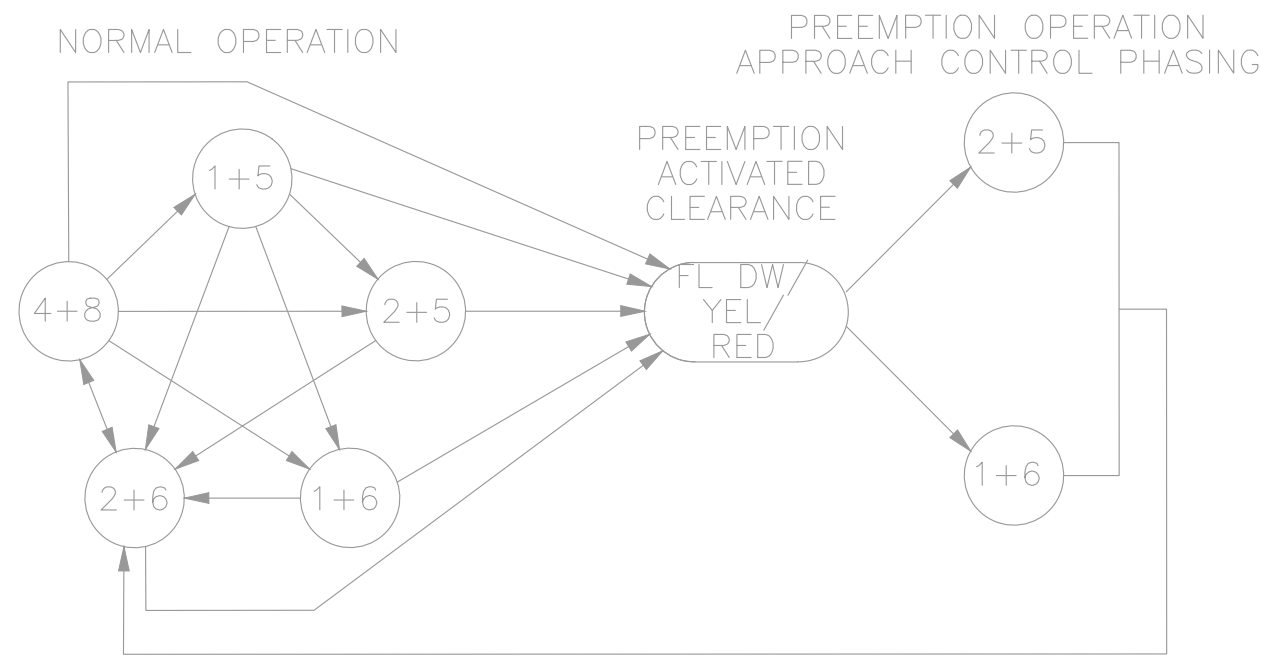 NORMAL OPERATION
PREEMPTION OPERATION
APPROACH CONTROL PHASING
PREEMPTION
ACTIVATED
CLEARANCE
1+5
4+8
2+5
2+6
1+6
FL DW/
YEL/
RED
2+5
1+6